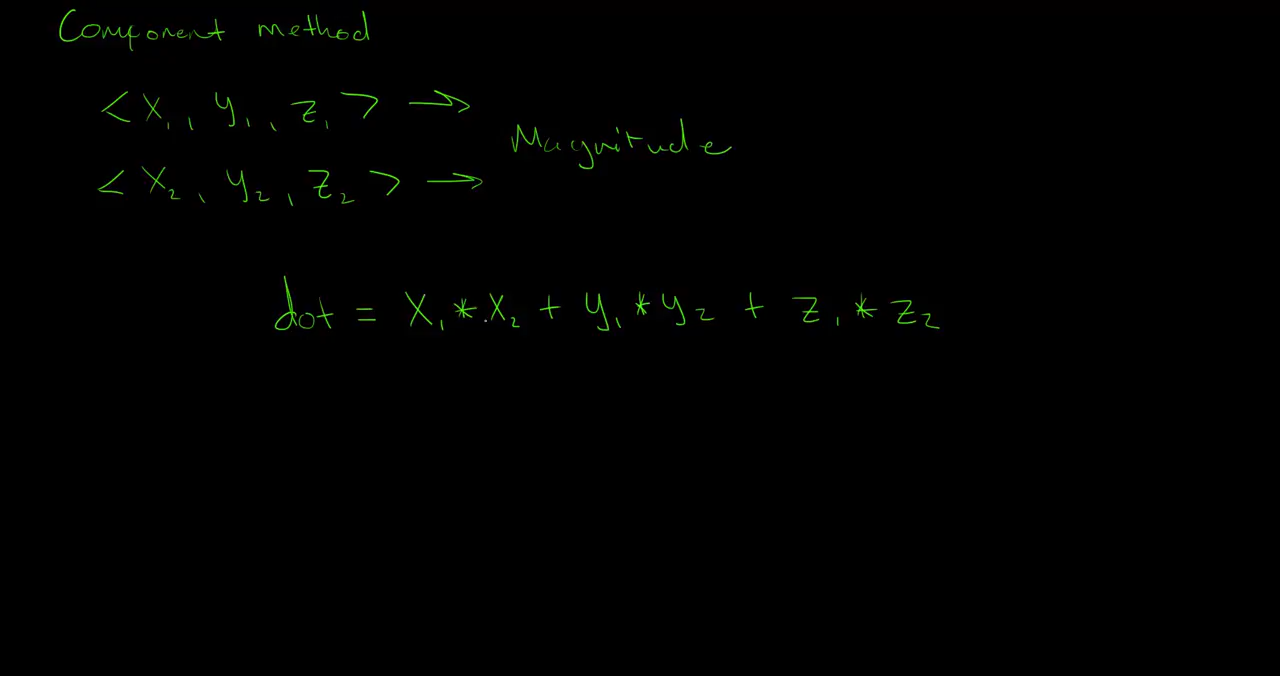 Component method
<x₁, y₁, z₁> →
Magnitude
<x₂, y₂, z₂> →
dot = x₁ * x₂ + y₁ * y₂ + z₁ * z₂